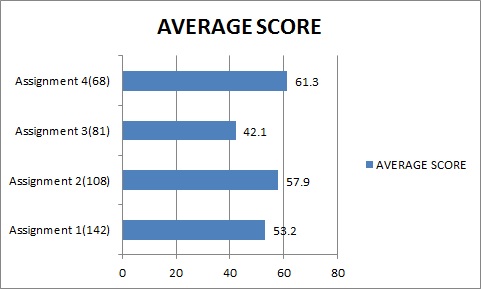 AVERAGE SCORE
Assignment 4(68)
61.3
Assignment 3(81)
42.1
Assignment 2(108)
57.9
Assignment 1(142)
53.2
0 20 40 60 80
AVERAGE SCORE